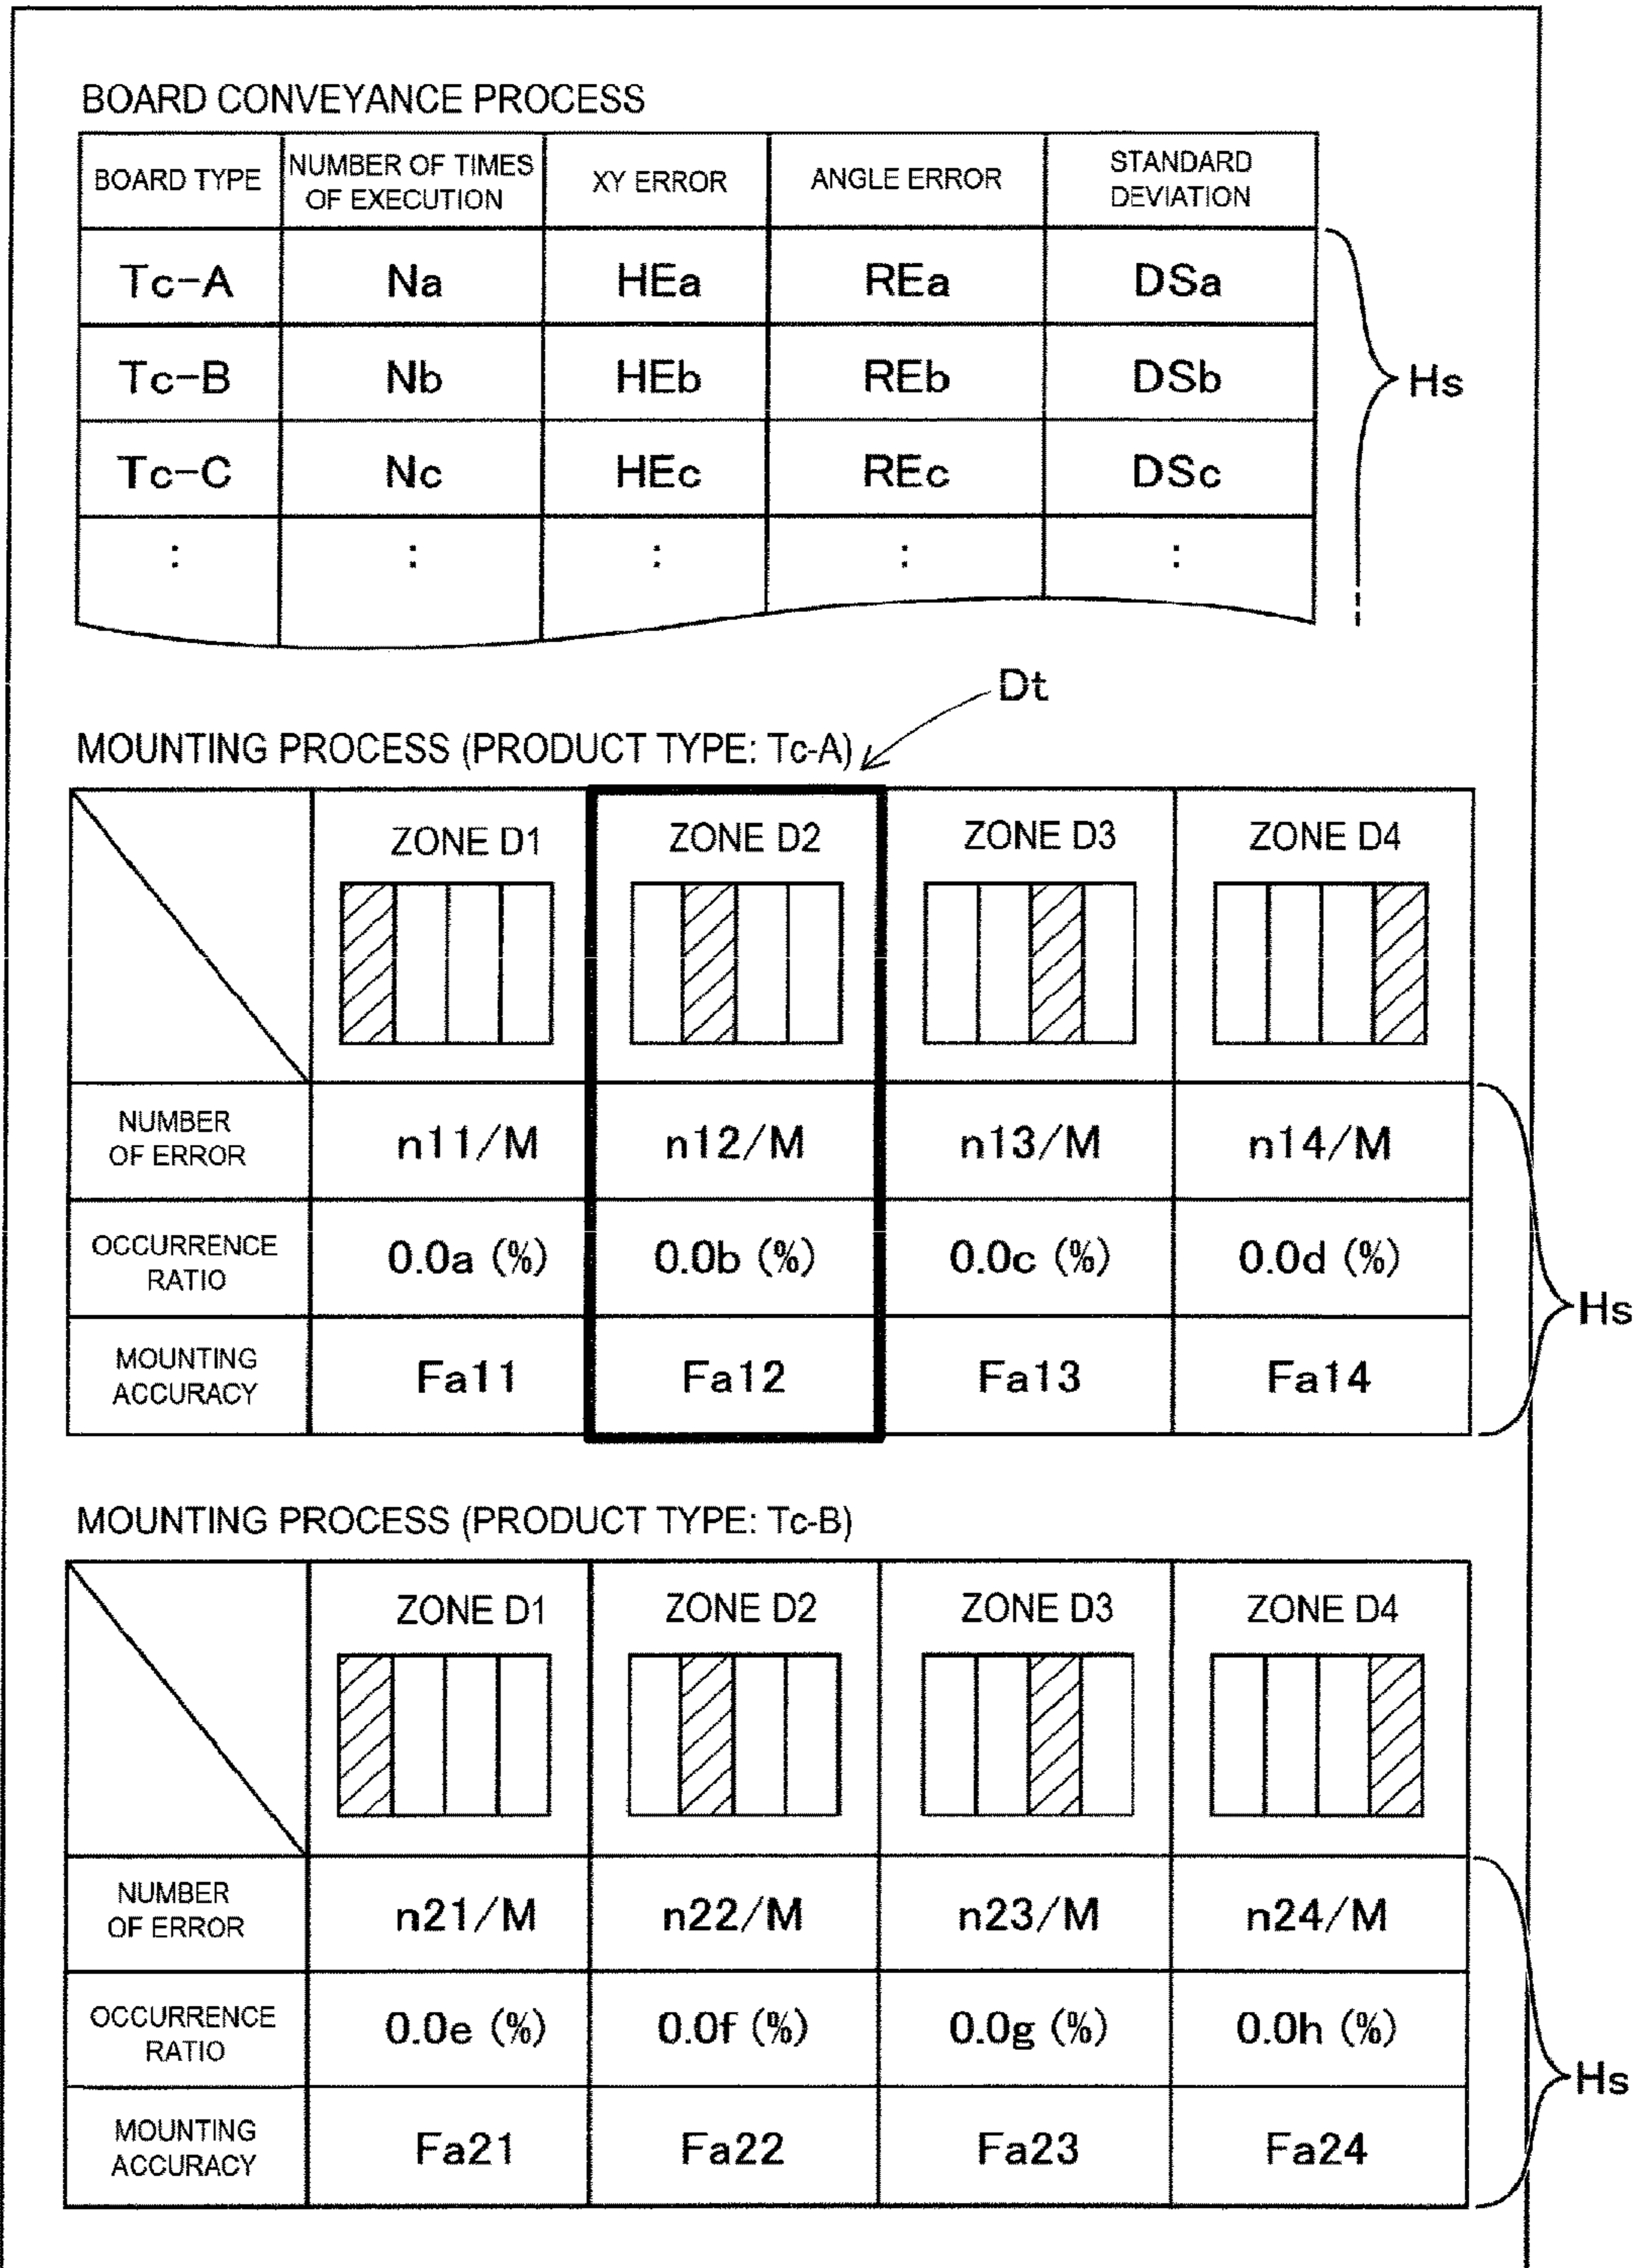 BOARD CONVEYANCE PROCESS
BOARD TYPE
NUMBER OF TIMES
OF EXECUTION
XY ERROR
ANGLE ERROR
STANDARD
DEVIATION
Tc-A Na HEa REa DSa
Tc-B Nb HEb REb DSb
Tc-C Nc HEc REc DSc
: : : : :
Hs
Dt
MOUNTING PROCESS (PRODUCT TYPE: Tc-A)
ZONE D1 ZONE D2 ZONE D3 ZONE D4
NUMBER
OF ERROR
n11/M n12/M n13/M n14/M
OCCURRENCE
RATIO
0.0a (%) 0.0b (%) 0.0c (%) 0.0d (%)
MOUNTING
ACCURACY
Fa11 Fa12 Fa13 Fa14
Hs
MOUNTING PROCESS (PRODUCT TYPE: Tc-B)
ZONE D1 ZONE D2 ZONE D3 ZONE D4
NUMBER
OF ERROR
n21/M n22/M n23/M n24/M
OCCURRENCE
RATIO
0.0e (%) 0.0f (%) 0.0g (%) 0.0h (%)
MOUNTING
ACCURACY
Fa21 Fa22 Fa23 Fa24
Hs